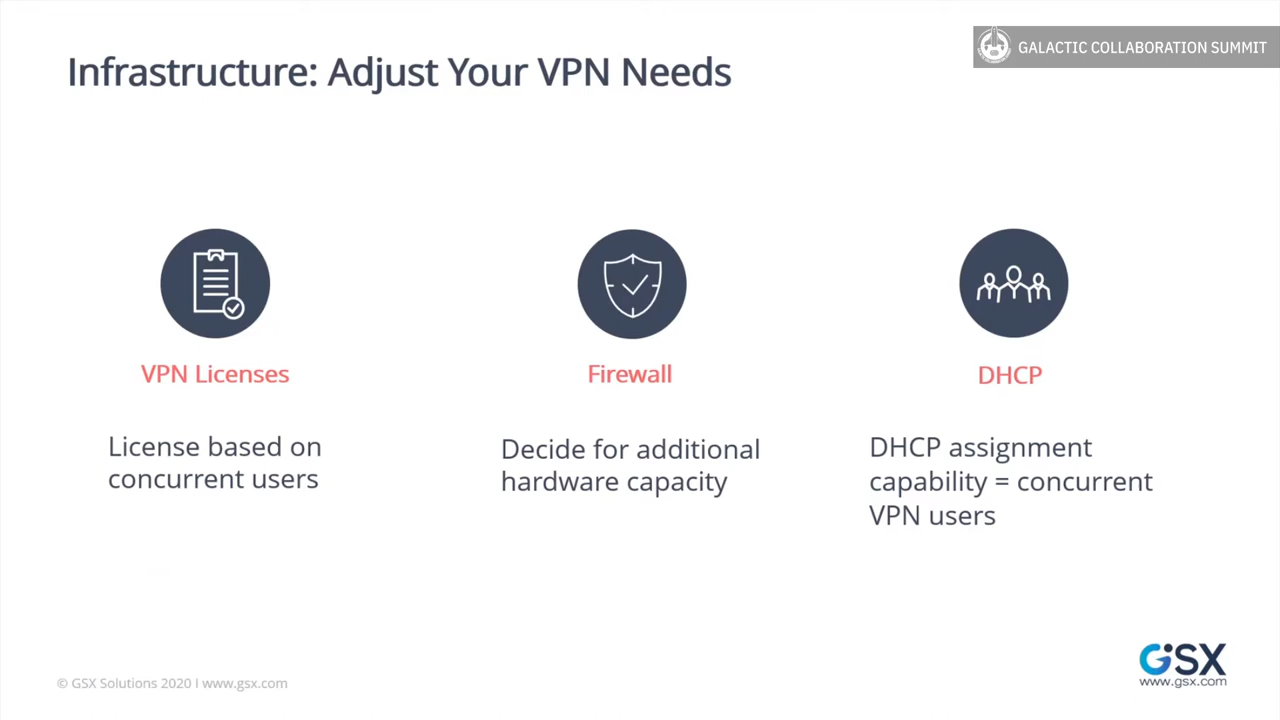 Infrastructure: Adjust Your VPN Needs
GALACTIC COLLABORATION SUMMIT
VPN Licenses
License based on
concurrent users
Firewall
Decide for additional
hardware capacity
DHCP
DHCP assignment
capability = concurrent
VPN users
© GSX Solutions 2020 I www.gsx.com
GSX
www.gsx.com